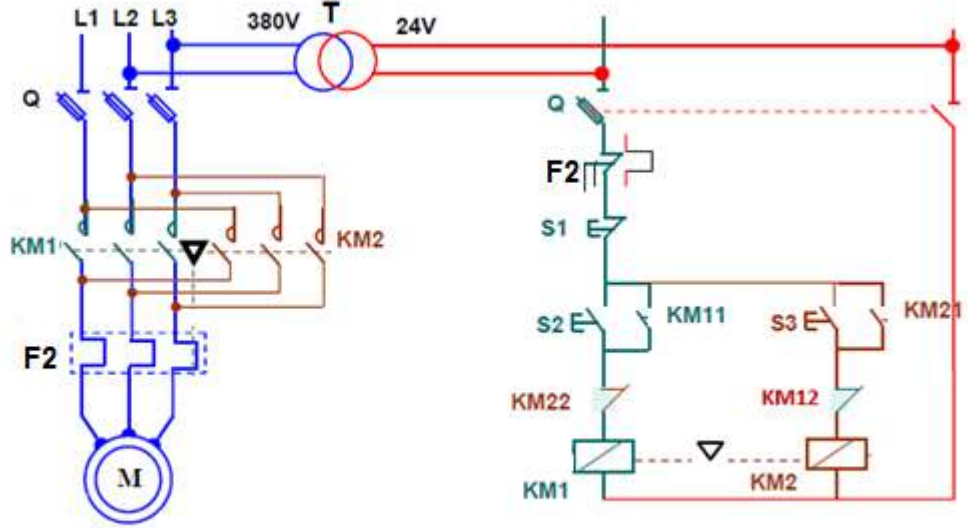 L1 L2 L3 380V T 24V
Q
Q
F2
S1
KM1
KM2
S2
KM11
S3
KM21
F2
KM22
KM12
M
KM1
KM2